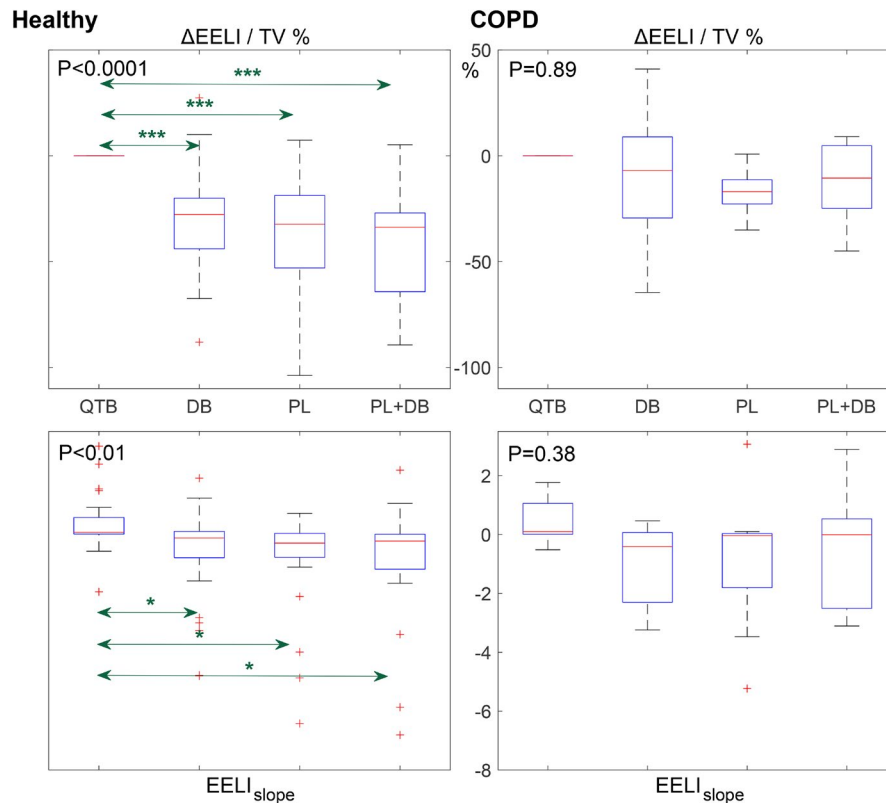 Healthy
COPD
ΔEELI / TV %
ΔEELI / TV %
P<0.0001
***
***
***
50
%
0
-50
-100
P=0.89
QTB DB PL PL+DB
QTB DB PL PL+DB
P<0.01
*
*
*
2
0
-2
-4
-6
-8
P=0.38
EELIslope
EELIslope